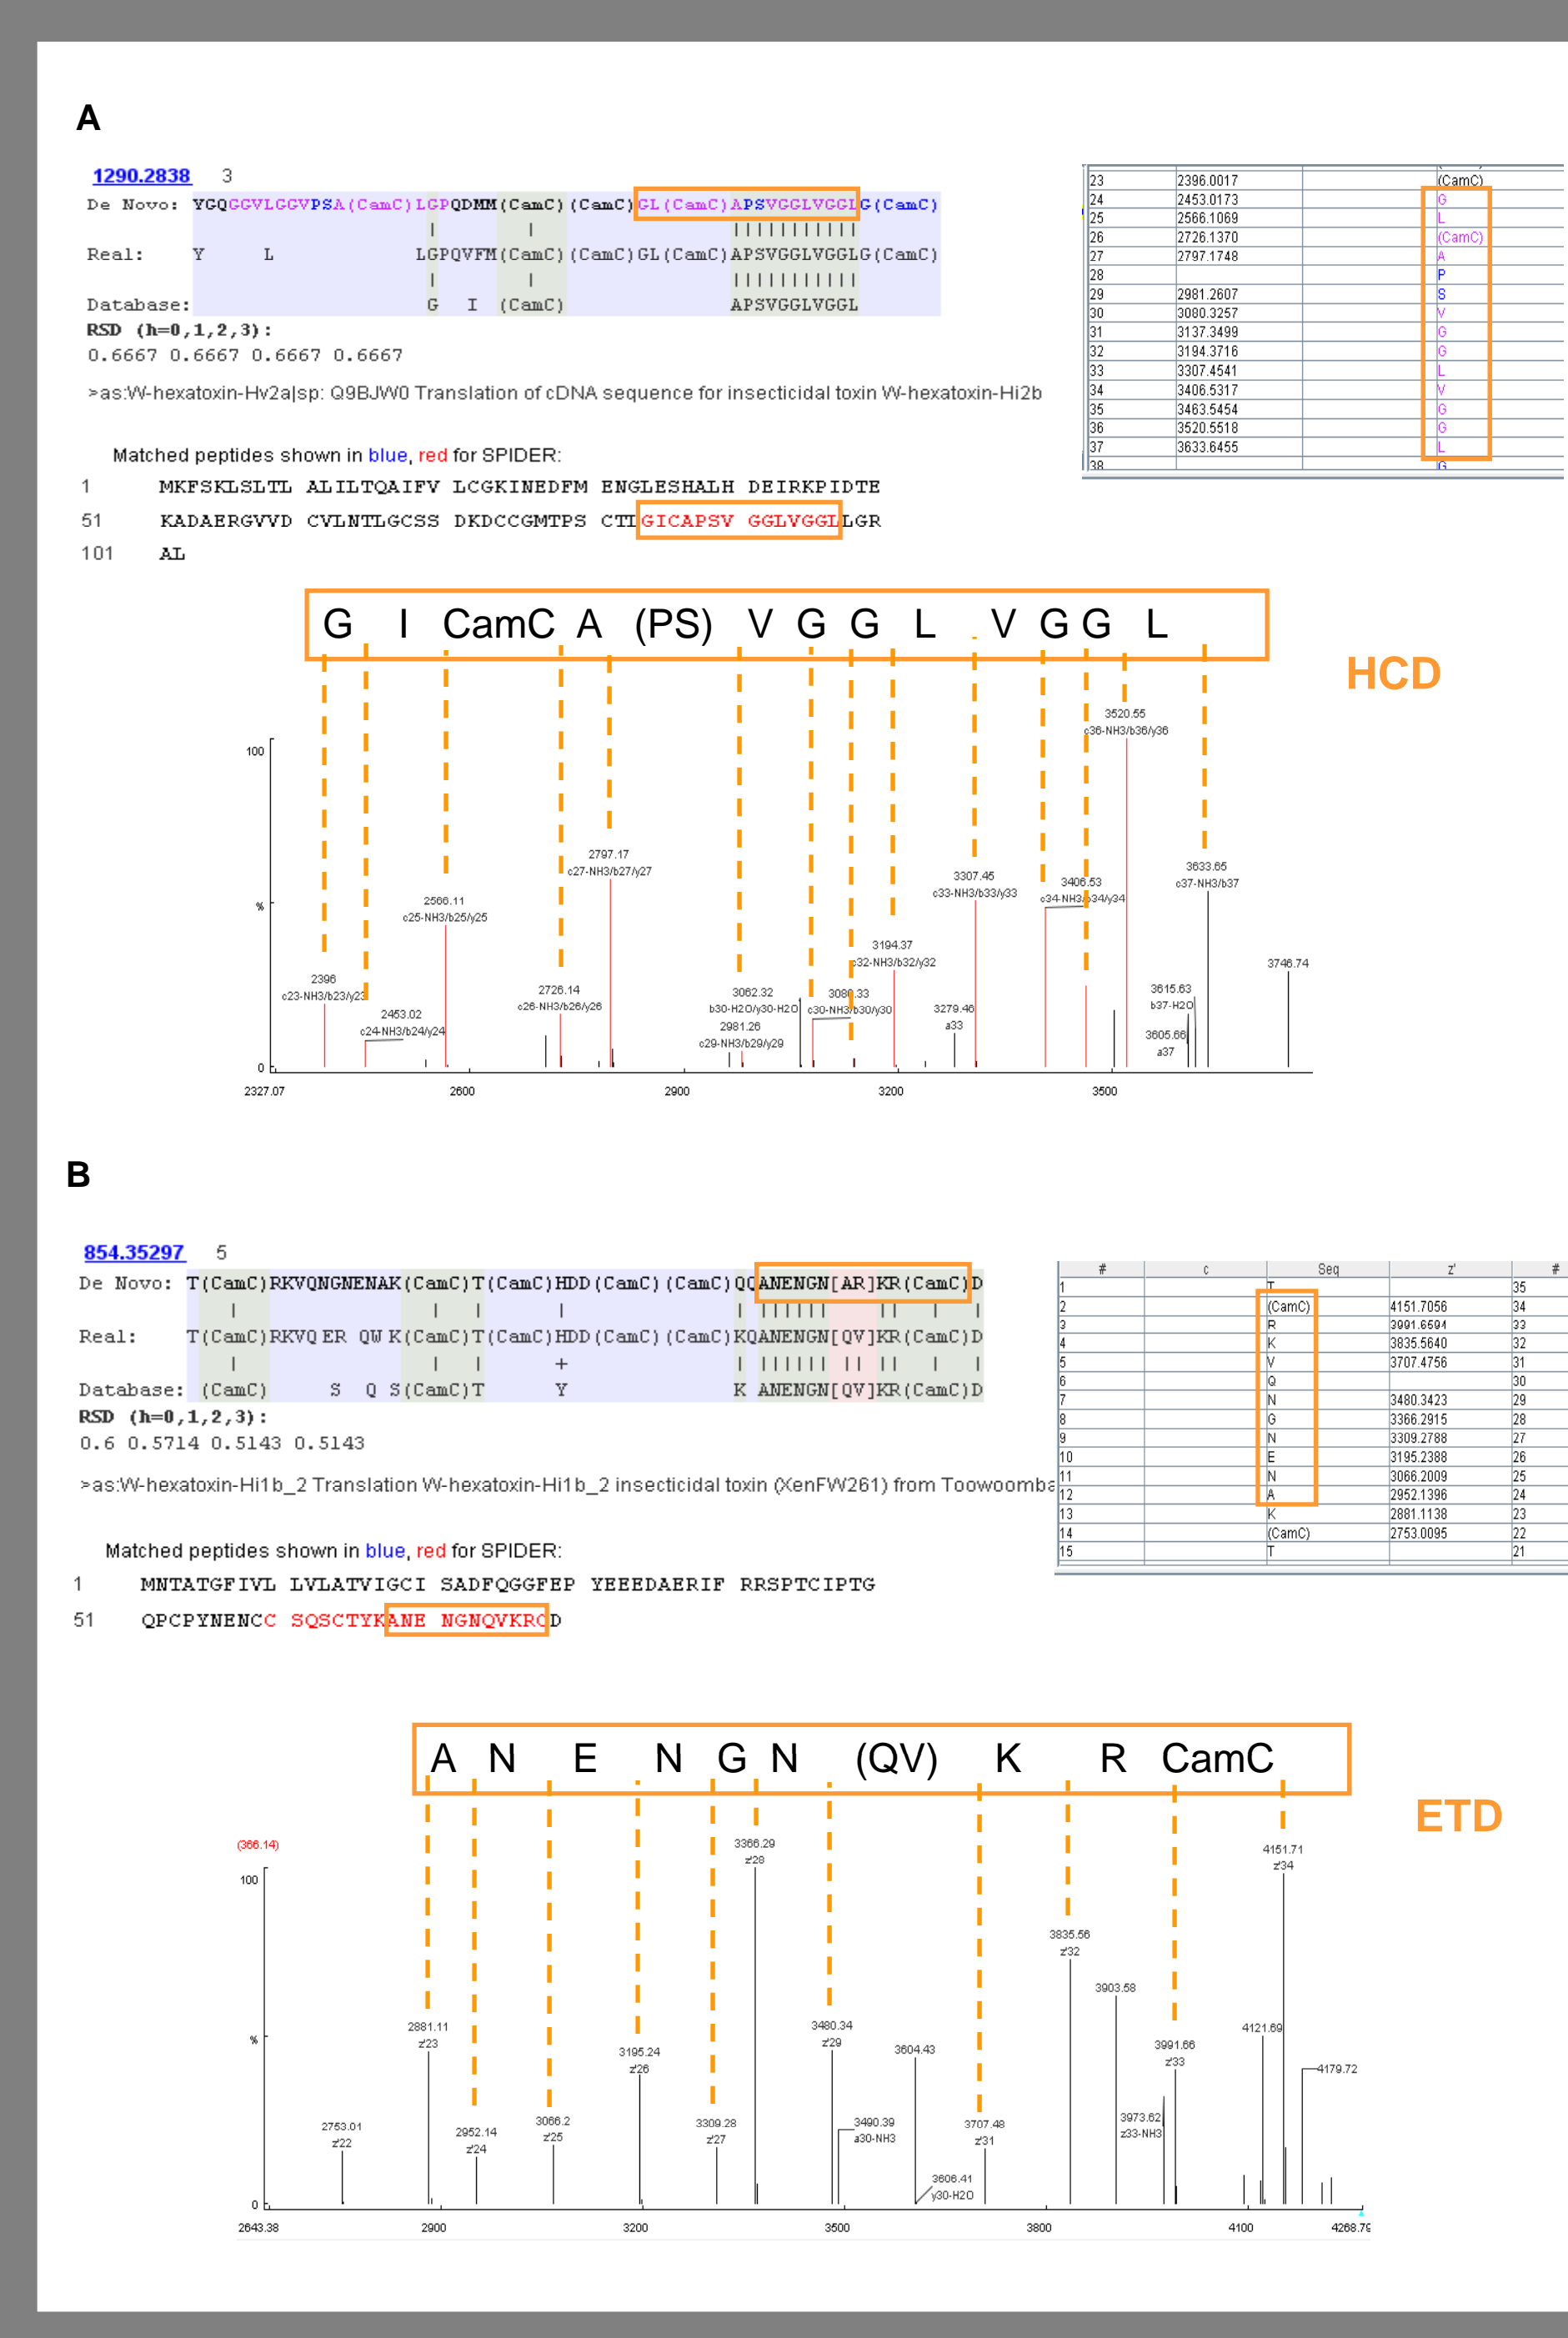 A
1290.2838 3
De Novo: YGQGGVLGGVPSA(CamC)LGPQDMM(CamC)(CamC)GL(CamC)APSVGGLVGGLG(CamC)
Real: Y L LGPQVFM(CamC)(CamC)GL(CamC)APSVGGLVGGLG(CamC)
Database: G I (CamC) APSVGGLVGGL
RSD (h=0,1,2,3):
0.6667 0.6667 0.6667 0.6667
>as:W-hexatoxin-Hv2a|sp: Q9BJW0 Translation of cDNA sequence for insecticidal toxin W-hexatoxin-Hi2b
23 2396.0017 (CamC)
24 2453.0173 G
25 2566.1069 L
26 2726.1370 (CamC)
27 2797.1748 A
28 P
29 2981.2607 S
30 3080.3257 V
31 3137.3499 G
32 3194.3716 G
33 3307.4541 L
34 3406.5317 V
35 3463.5454 G
36 3520.5518 G
37 3633.6455 L
38 G
Matched peptides shown in blue, red for SPIDER:
1 MKFSKLSLTL ALILTQAIFV LCGKINEDFM ENGLESHALH DEIRKPIDTE
51 KADAERGVVD CVLNTLGCSS DKDCCGMTPS CTLGICAPSV GGLVGGLLGR
101 AL
G I CamC A (PS) V G G L V G G L
HCD
3520.55
c36-NH3/b36/y36
100
2797.17
c27-NH3/b27/y27
3633.65
c37-NH3/b37
3307.45
c33-NH3/b33/y33
3406.53
c34-NH3/b34/y34
2566.11
c25-NH3/b25/y25
%
3194.37
c32-NH3/b32/y32
3746.74
2396
c23-NH3/b23/y23
2726.14
c26-NH3/b26/y26
3062.32
b30-H2O/y30-H2O
3080.33
c30-NH3/b30/y30
3615.63
b37-H2O
2453.02
c24-NH3/b24/y24
2981.26
c29-NH3/b29/y29
3279.46
a33
3605.66
a37
0
2327.07 2600 2900 3200 3500
B
854.35297 5
De Novo: T(CamC)RKVQNGNENAK(CamC)T(CamC)HDD(CamC)(CamC)QQANENGN[AR]KR(CamC)D
Real: T(CamC)RKVQ ER QW K(CamC)T(CamC)HDD(CamC)(CamC)KQANENGN[QV]KR(CamC)D
+
Database: (CamC) S Q S(CamC)T Y K ANENGN[QV]KR(CamC)D
RSD (h=0,1,2,3):
0.6 0.5714 0.5143 0.5143
>as:W-hexatoxin-Hi1b_2 Translation W-hexatoxin-Hi1b_2 insecticidal toxin (XenFW261) from Toowoomba
# c Seq z' #
1 T 35
2 (CamC) 4151.7056 34
3 R 3991.6594 33
4 K 3835.5640 32
5 V 3707.4756 31
6 Q 30
7 N 3480.3423 29
8 G 3366.2915 28
9 N 3309.2788 27
10 E 3195.2388 26
11 N 3066.2009 25
12 A 2952.1396 24
13 K 2881.1138 23
14 (CamC) 2753.0095 22
15 T 21
Matched peptides shown in blue, red for SPIDER:
1 MNTATGFIVL LVLATVIGCI SADFQGGFEP YEEEDAERIF RRSPTCIPTG
51 QPCPYNENCC SQSCTYKANE NGNQVKRCD
A N E N G N (QV) K R CamC
ETD
(366.14)
3366.29
z'28
4151.71
z'34
100
3835.56
z'32
3903.58
2881.11
z'23
3480.34
z'29
4121.69
%
3195.24
z'26
3604.43
3991.66
z'33
4179.72
2753.01
z'22
2952.14
z'24
3066.2
z'25
3309.28
z'27
3490.39
a30-NH3
3707.48
z'31
3973.62
z33-NH3
3606.41
y30-H2O
0
2643.38 2900 3200 3500 3800 4100 4268.79